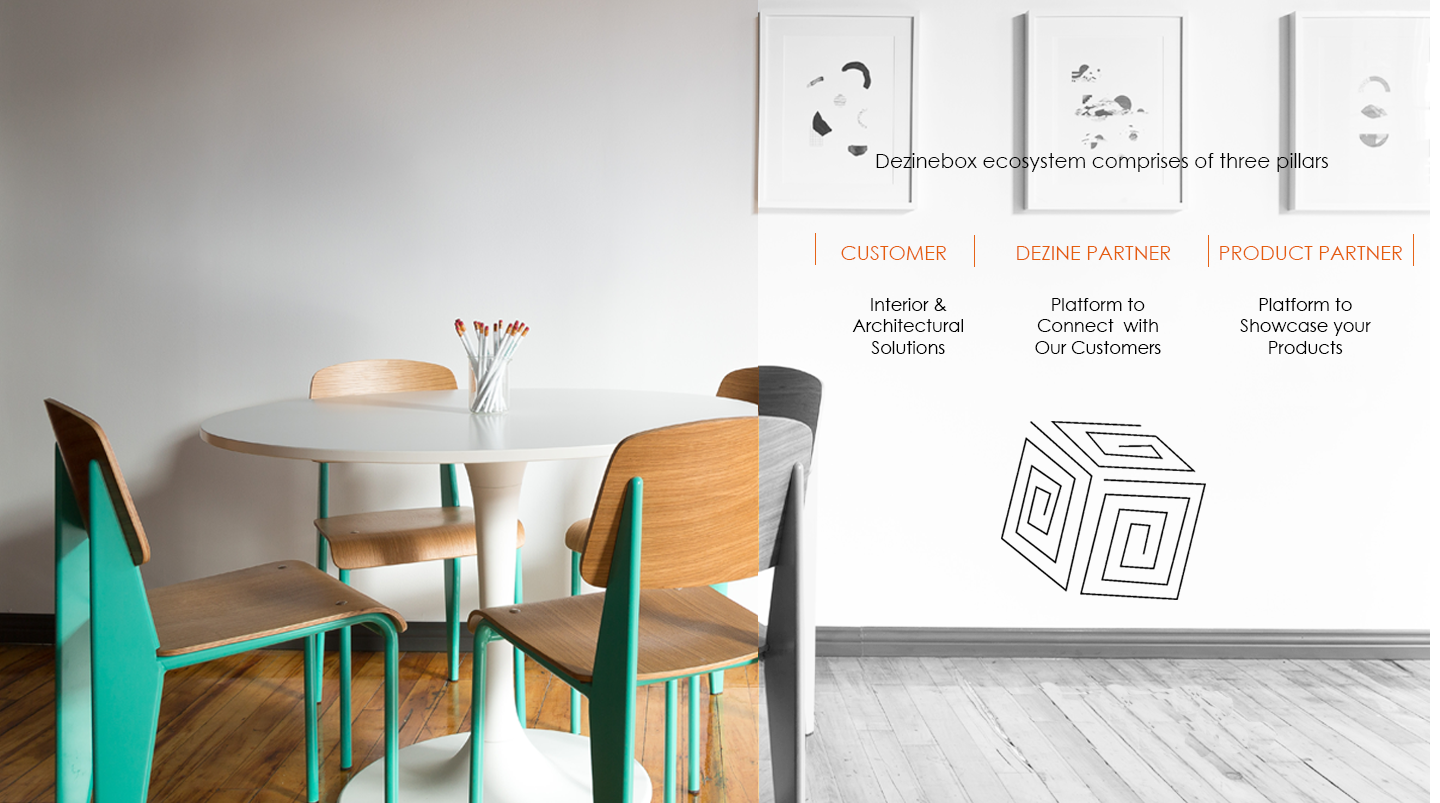 Dezinebox ecosystem comprises of three pillars
CUSTOMER
DEZINE PARTNER
PRODUCT PARTNER
Interior &
Architectural
Solutions
Platform to
Connect with
Our Customers
Platform to
Showcase your
Products